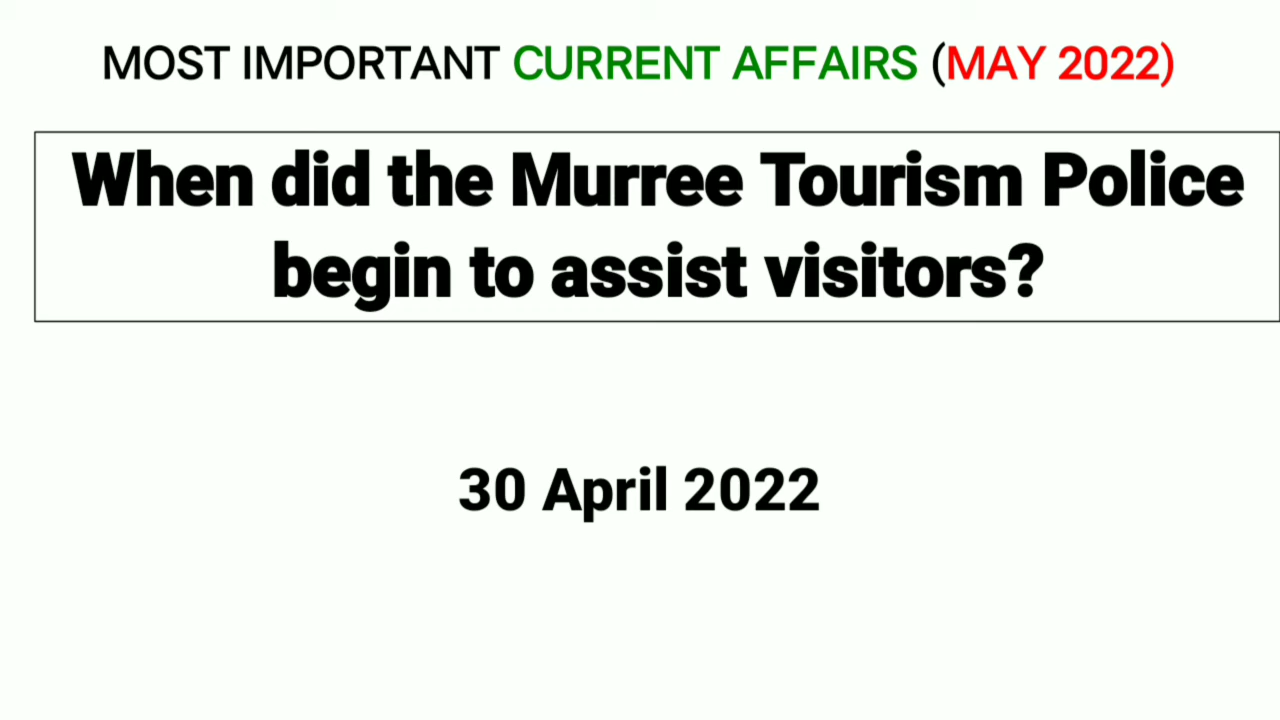 MOST IMPORTANT CURRENT AFFAIRS (MAY 2022)
When did the Murree Tourism Police
begin to assist visitors?
30 April 2022